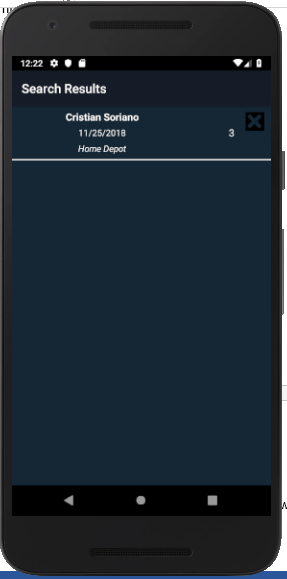 12:22
Search Results
Cristian Soriano
11/25/2018
3
Home Depot